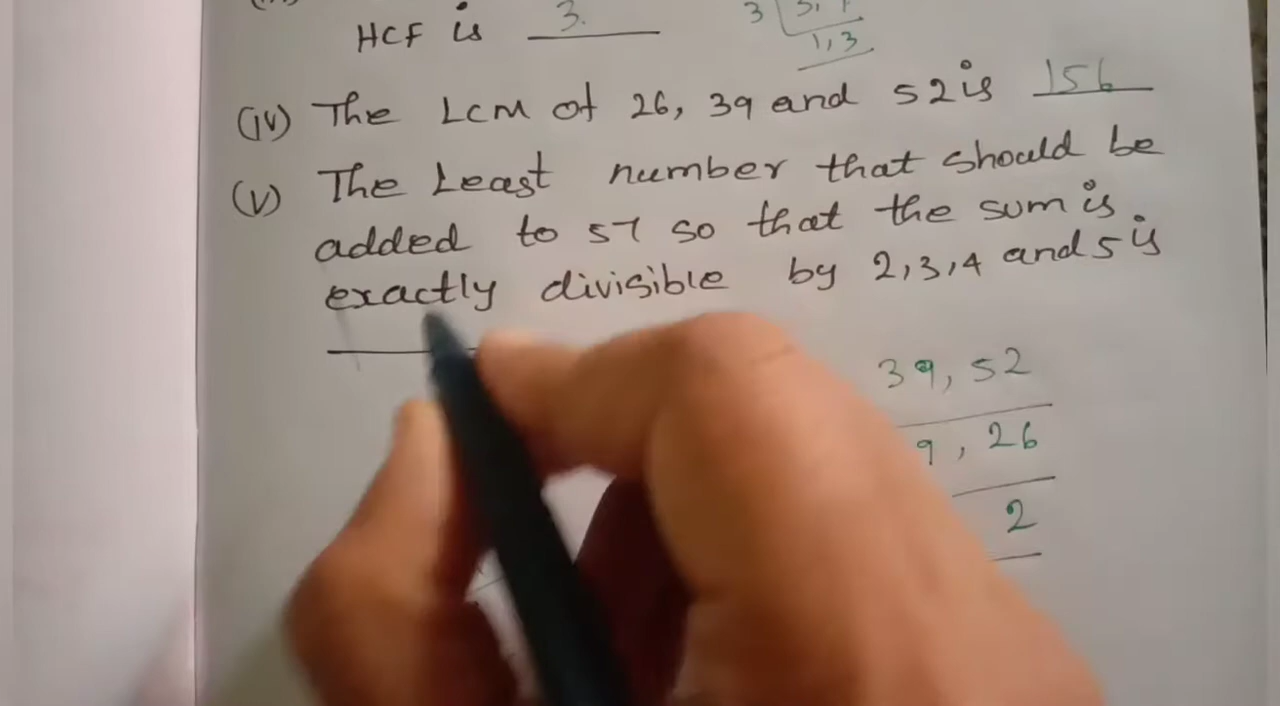 HCF is 3.
3 3,
1,3
(iv) The LCM of 26, 39 and 52 is 156
(v) The Least number that should be
added to 57 so that the sum is
exactly divisible by 2,3,4 and 5 is
39, 52
9, 26
2